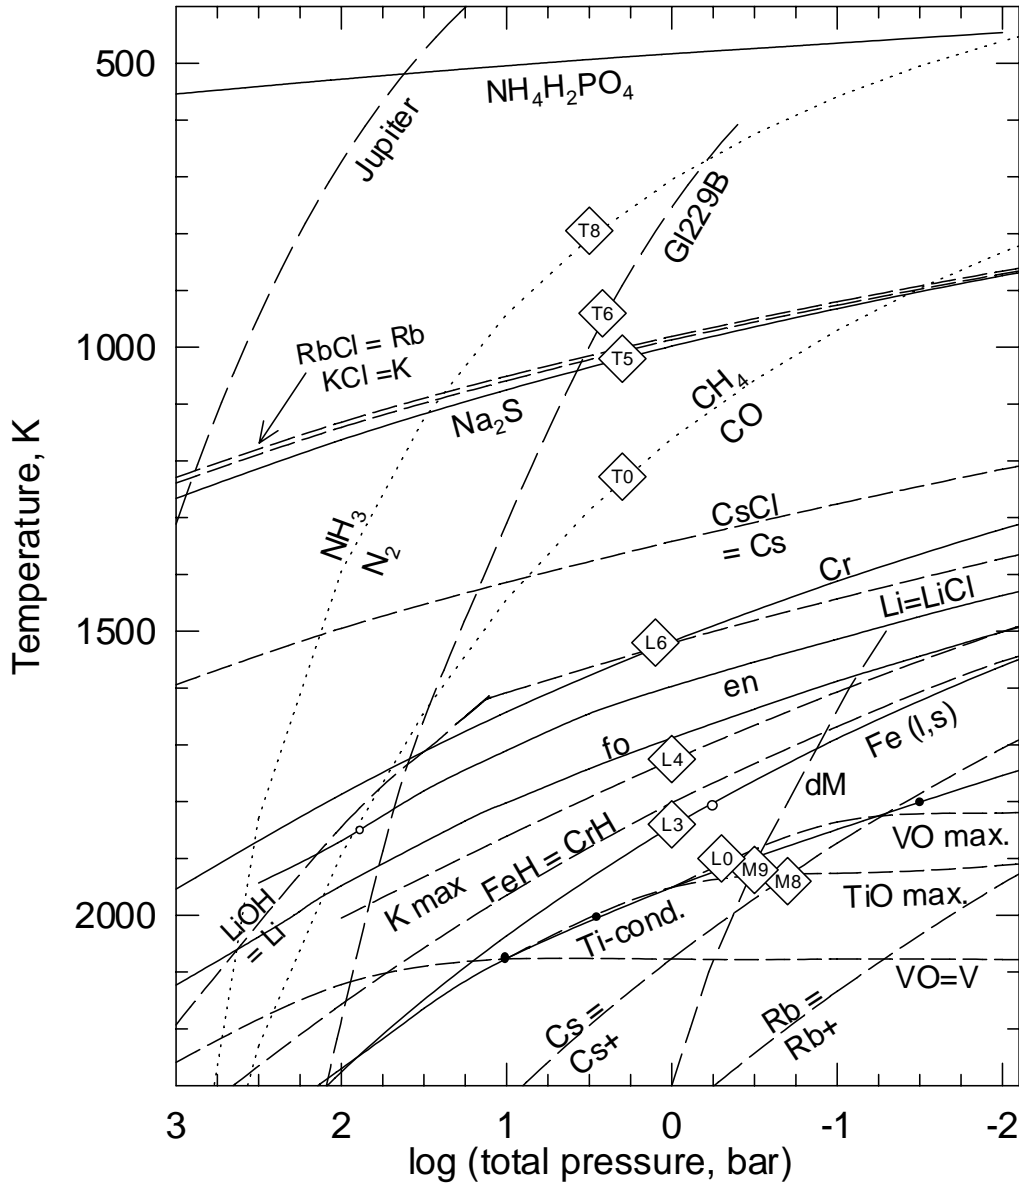 500
1000
1500
2000
Temperature, K
3
2
1
0
-1
-2
log (total pressure, bar)
NH₄H₂PO₄
Jupiter
Gl229B
T8
T6
T5
T0
RbCl = Rb
KCl =K
Na₂S
CH₄
CO
NH₃
N₂
CsCl
= Cs
Cr
Li=LiCl
L6
en
fo
Fe (l,s)
L4
dM
L3
VO max.
L0
M9
M8
FeH = CrH
K max
TiO max.
LiOH
= Li
Ti-cond.
VO=V
Cs =
Cs+
Rb =
Rb+